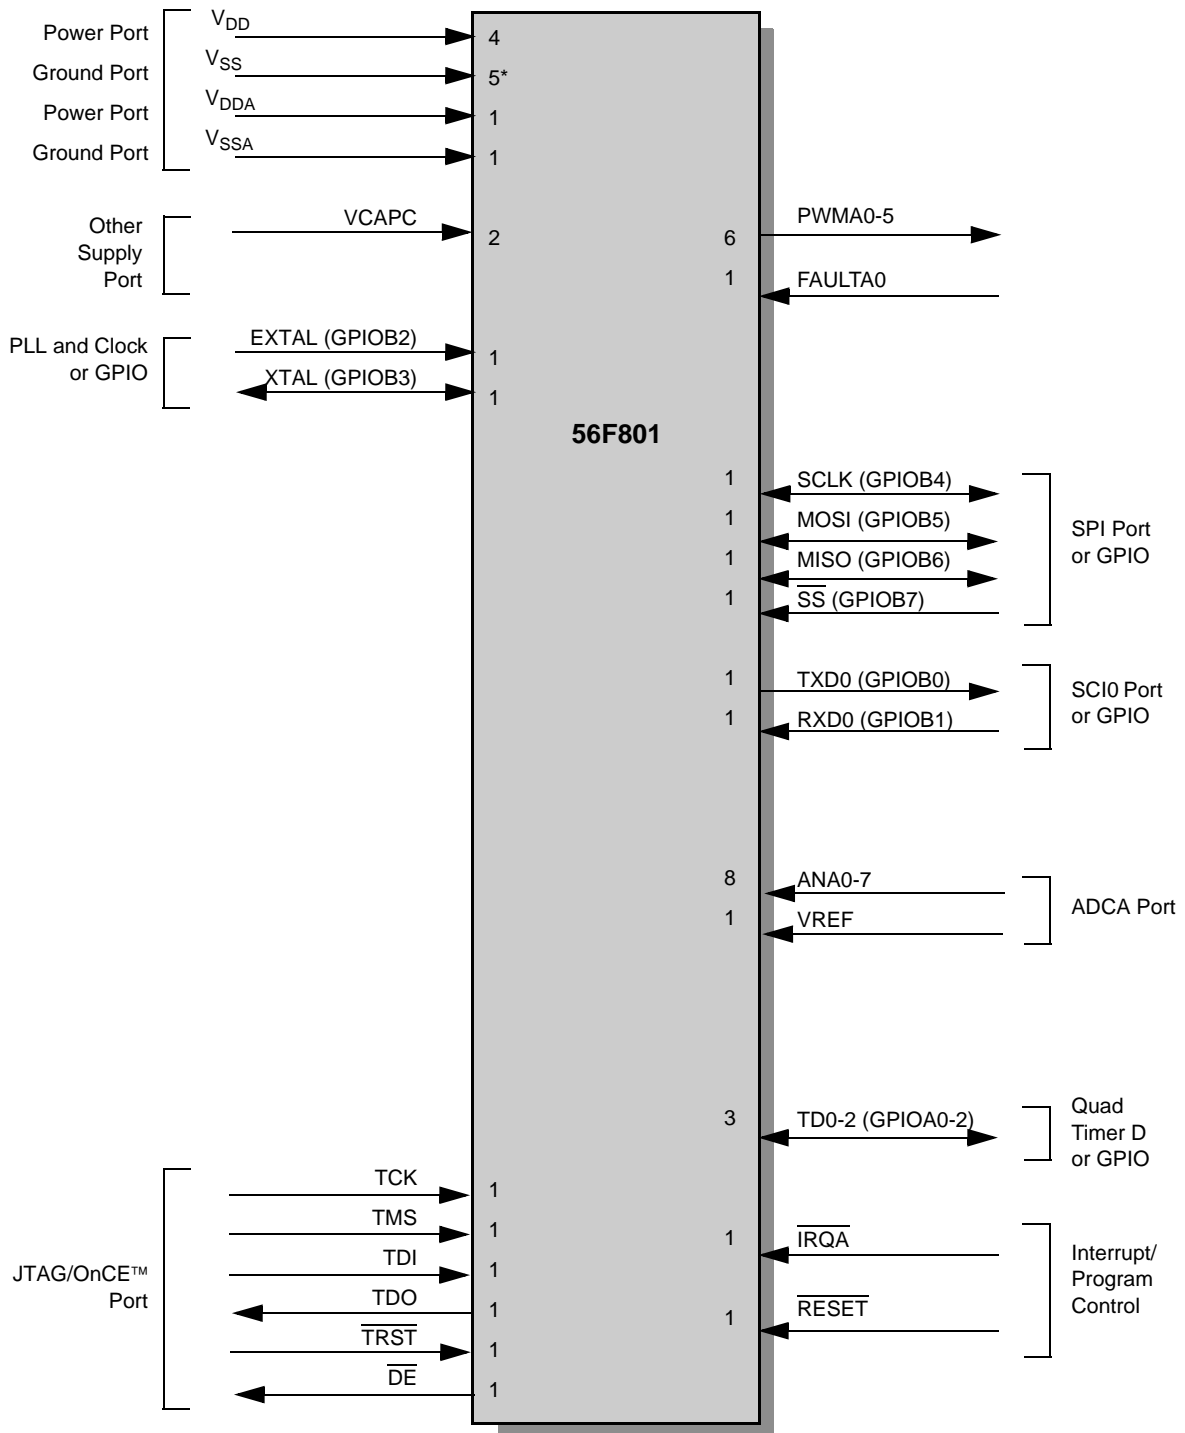 Power Port VDD 4
Ground Port VSS 5*
Power Port VDDA 1
Ground Port VSSA 1
Other
Supply
Port
VCAPC 2
PLL and Clock
or GPIO
EXTAL (GPIOB2) 1
XTAL (GPIOB3) 1
56F801
6 PWMA0-5
1 FAULTA0
1 SCLK (GPIOB4)
1 MOSI (GPIOB5)
1 MISO (GPIOB6)
1 SS (GPIOB7)
SPI Port
or GPIO
1 TXD0 (GPIOB0)
1 RXD0 (GPIOB1)
SCI0 Port
or GPIO
8 ANA0-7
1 VREF
ADCA Port
3 TD0-2 (GPIOA0-2)
Quad
Timer D
or GPIO
JTAG/OnCE™
Port
TCK 1
TMS 1
TDI 1
TDO 1
TRST 1
DE 1
1 IRQA
1 RESET
Interrupt/
Program
Control